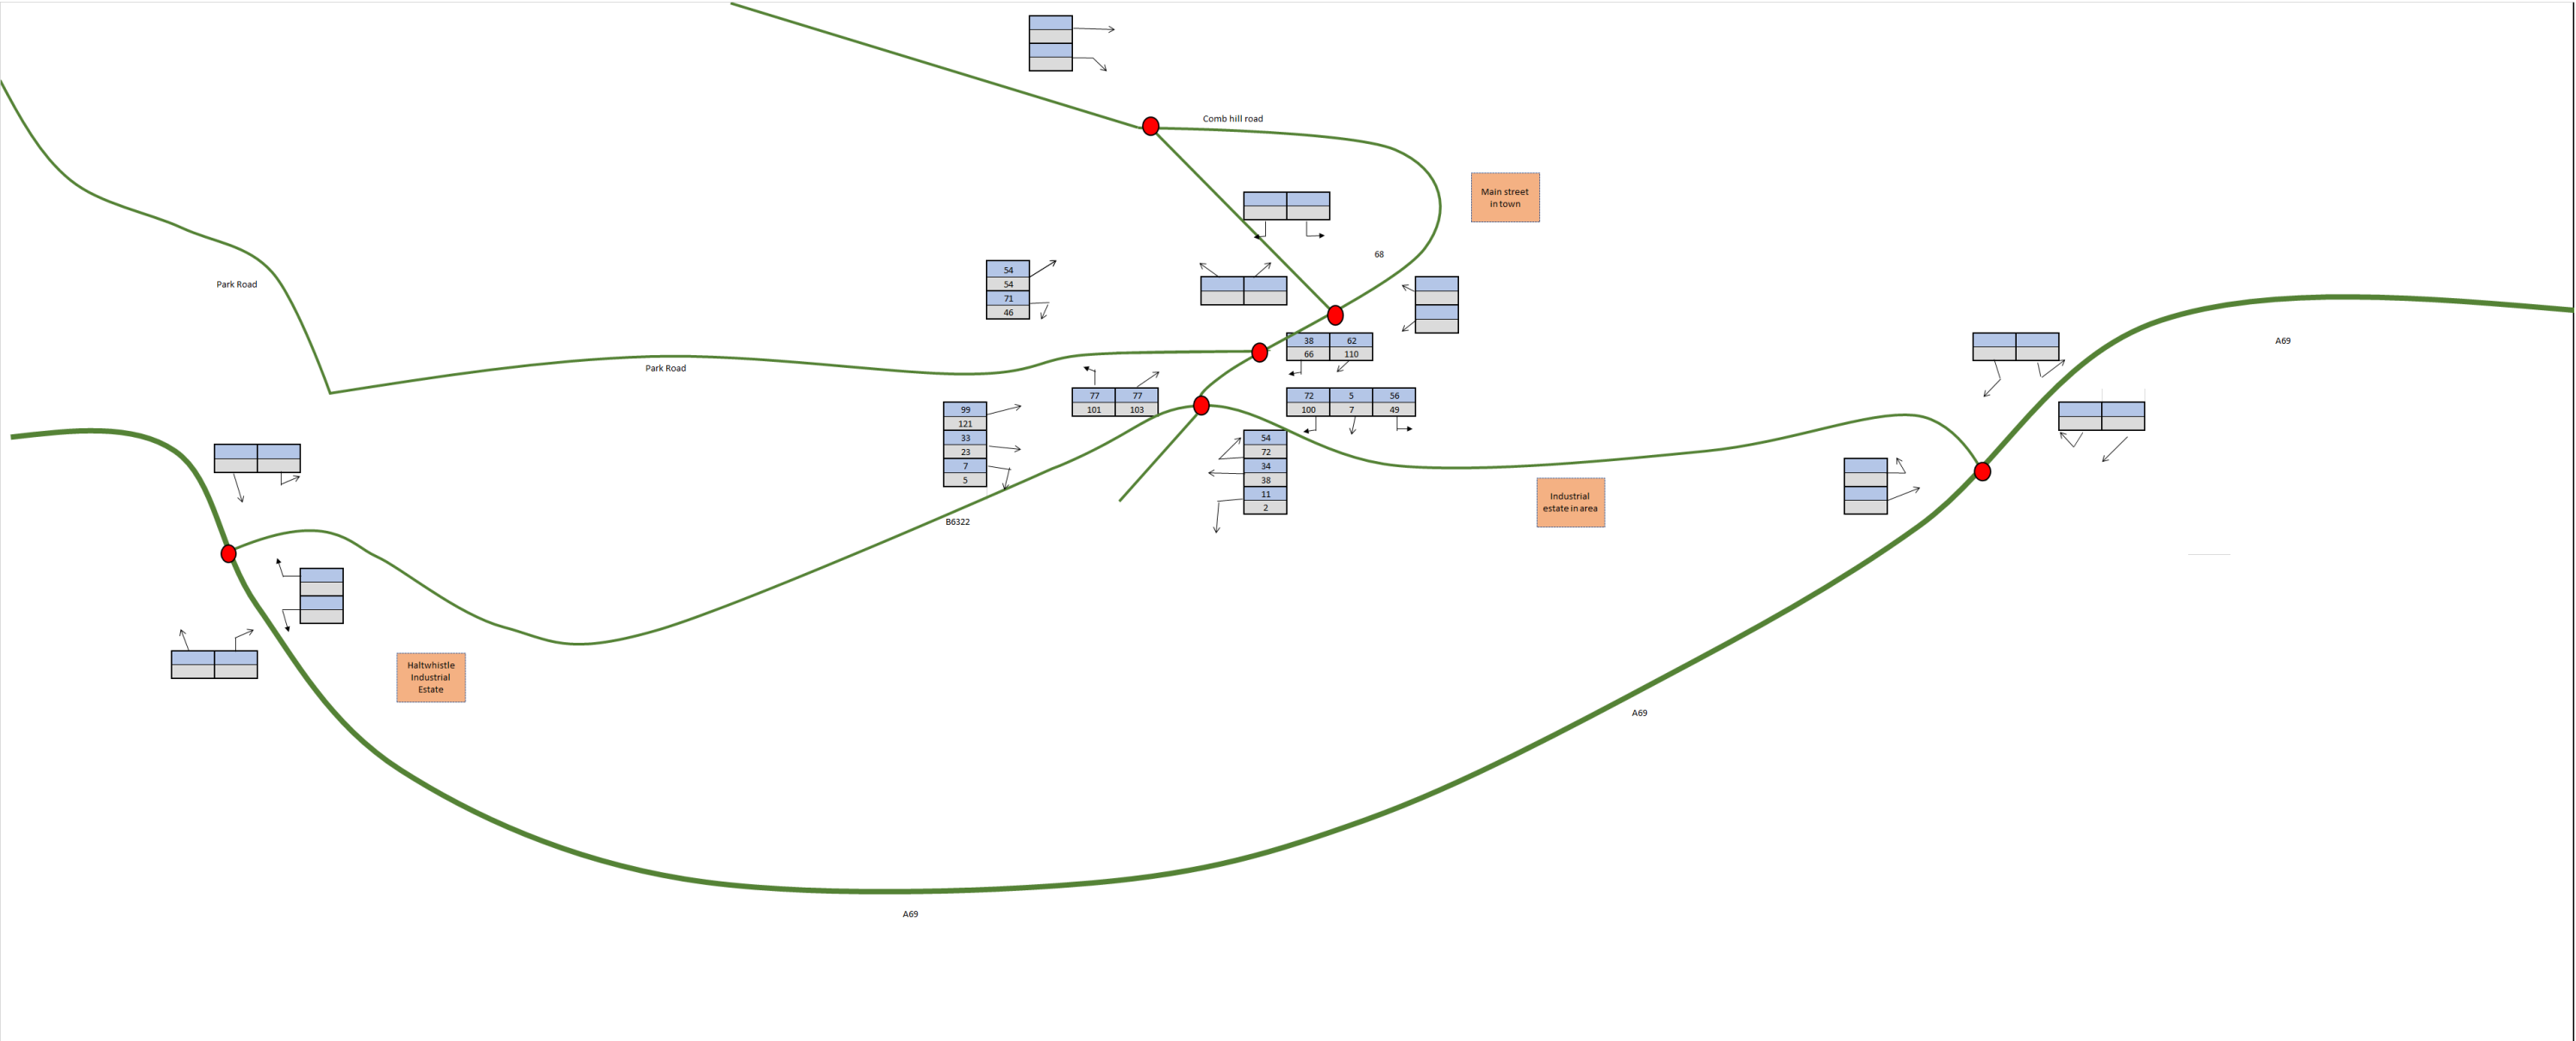 Comb hill road
Main street
in town
68
54
54
71
46
Park Road
38 62
66 110
A69
Park Road
77 77
101 103
72 5 56
100 7 49
99
121
33
23
7
5
54
72
34
38
11
2
Industrial
estate in area
B6322
Haltwhistle
Industrial
Estate
A69
A69